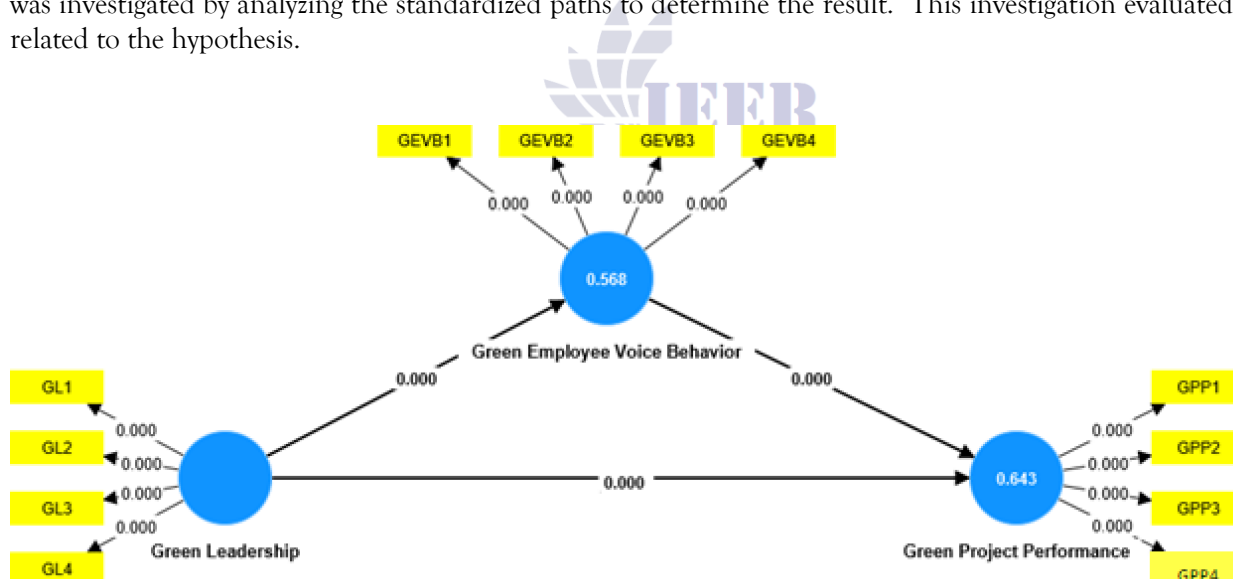 was investigated by analyzing the standardized paths to determine the result. This investigation evaluated
related to the hypothesis.
IEER
GEVB1 GEVB2 GEVB3 GEVB4
0.000 0.000 0.000 0.000
0.568
Green Employee Voice Behavior
0.000 0.000
GL1 GPP1
0.000 0.000
GL2 GPP2
0.000 0.000
0.000 0.643
0.000 0.000
GL3 GPP3
0.000 0.000
Green Leadership Green Project Performance
GL4 GPP4